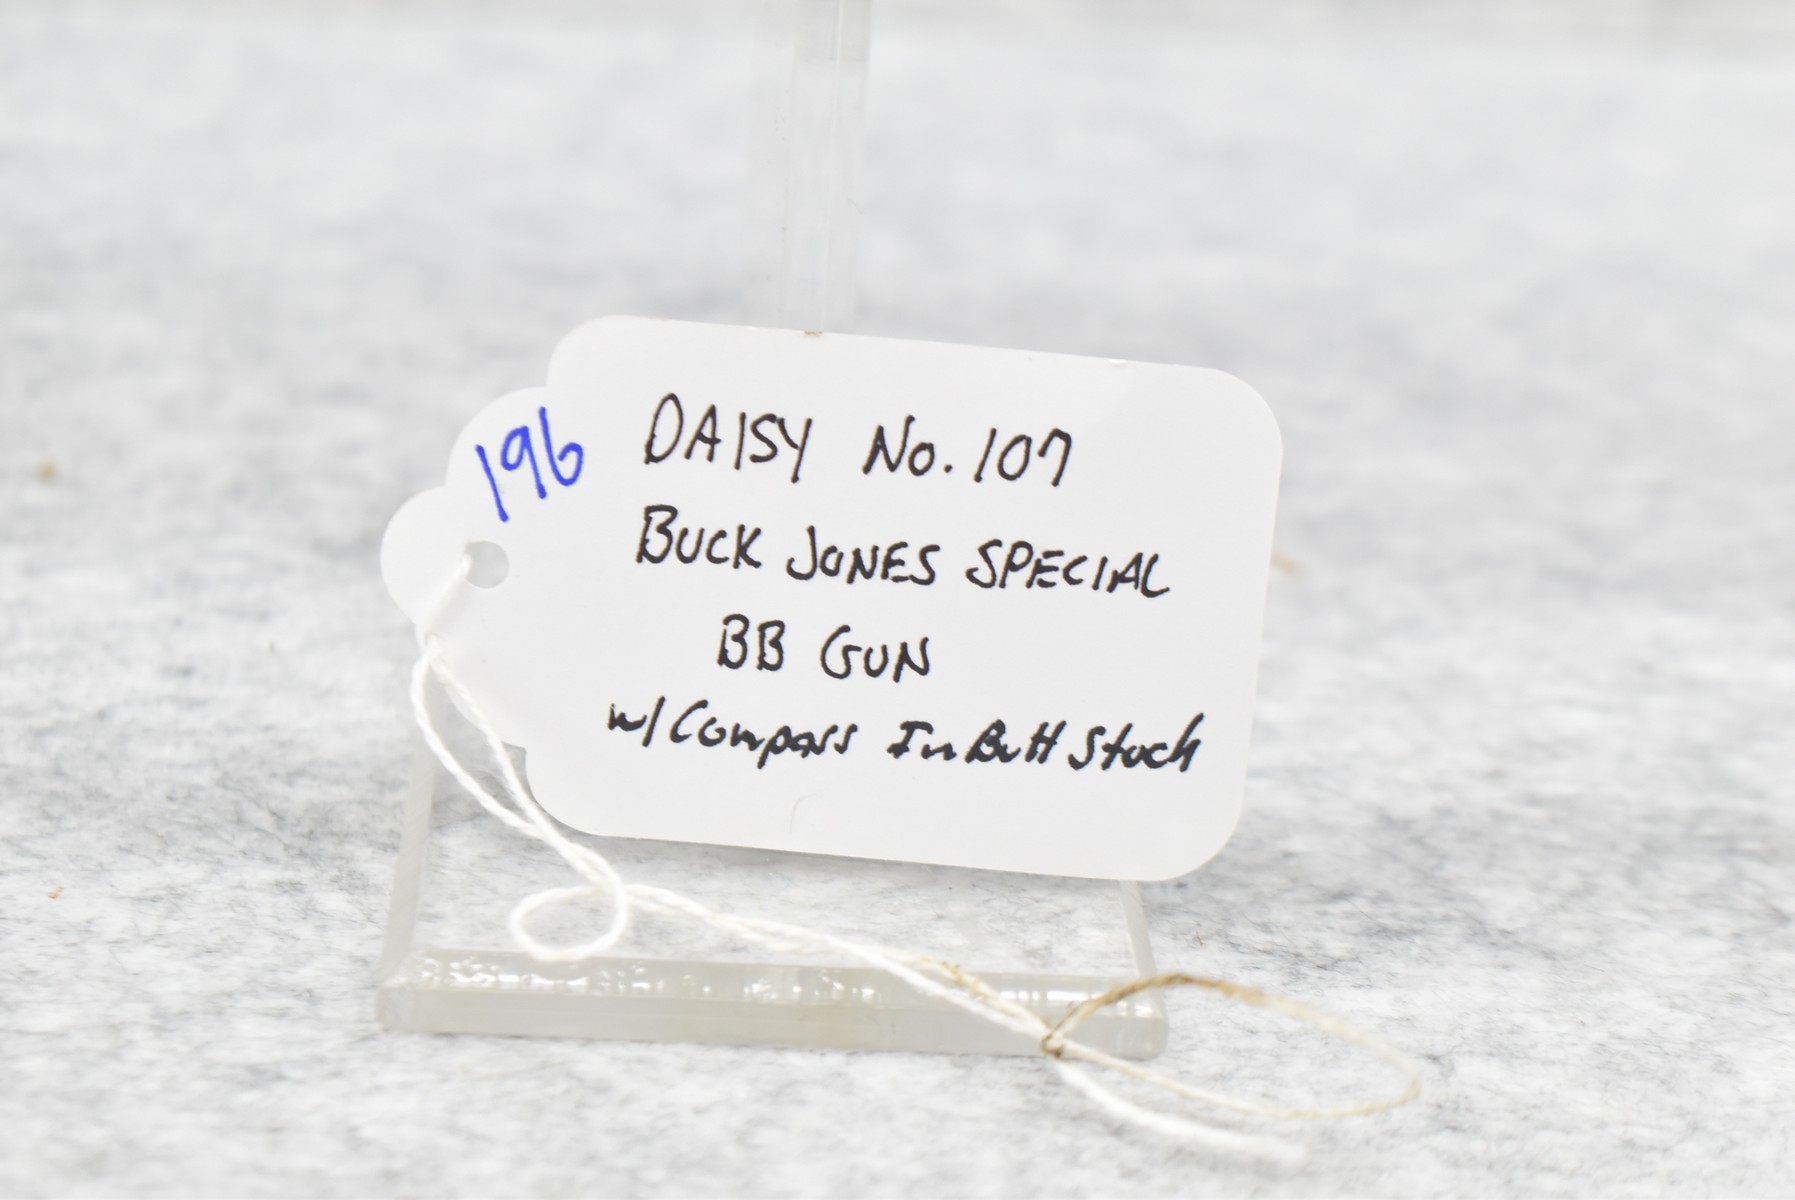 196
DAISY No. 107
BUCK JONES SPECIAL
BB GUN
w/ Compass In Butt Stock